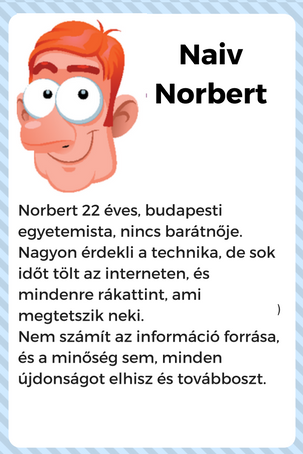 Naiv
Norbert
Norbert 22 éves, budapesti
egyetemista, nincs barátnője.
Nagyon érdekli a technika, de sok
időt tölt az interneten, és
mindenre rákattint, ami
megtetszik neki.
)
Nem számít az információ forrása,
és a minőség sem, minden
újdonságot elhisz és továbboszt.